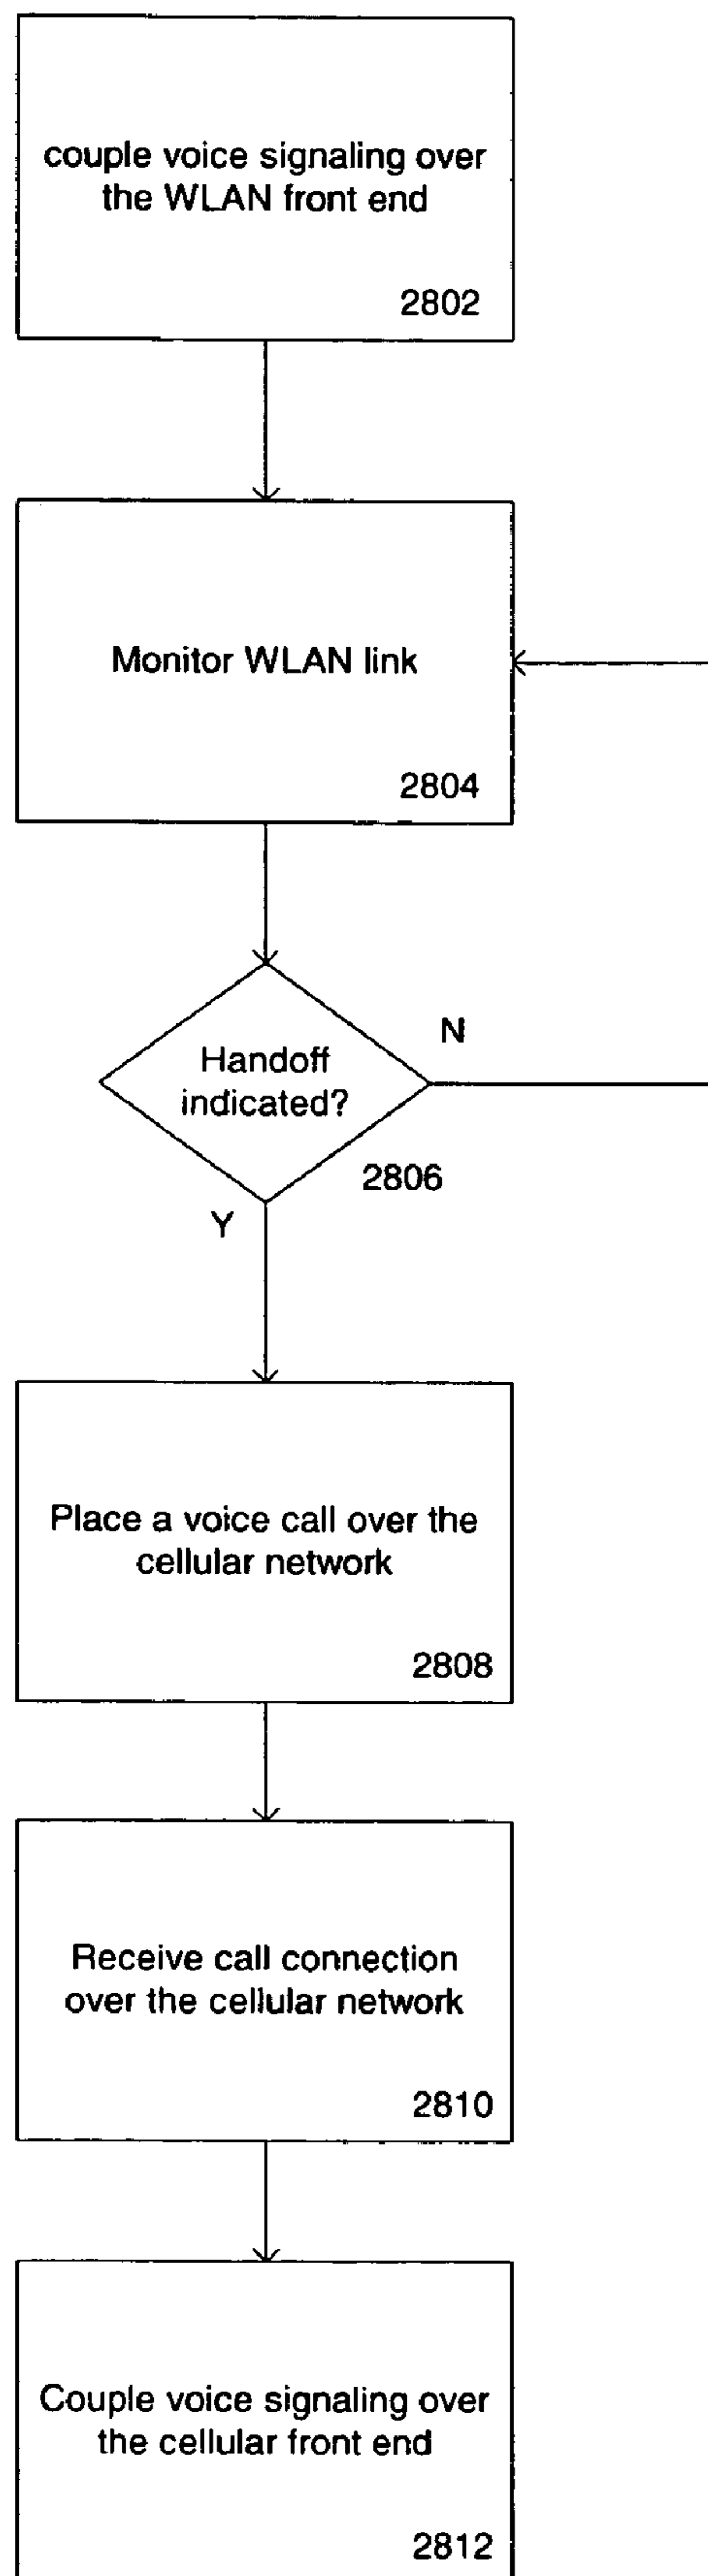 couple voice signaling over
the WLAN front end
2802
Monitor WLAN link
2804
Handoff
indicated?
N
2806
Y
Place a voice call over the
cellular network
2808
Receive call connection
over the cellular network
2810
Couple voice signaling over
the cellular front end
2812